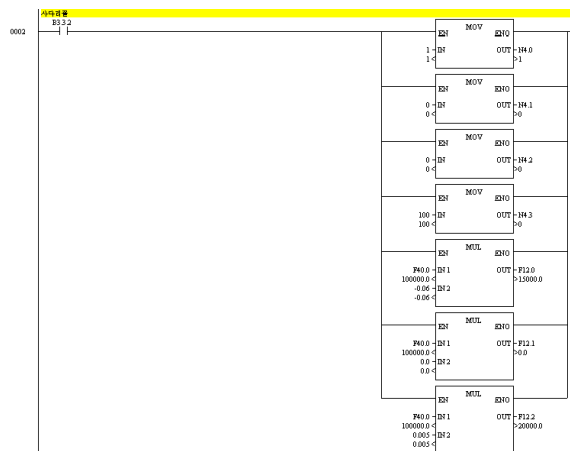 사다리꼴
B3.3.2
0002
MOV
EN ENO
1 IN OUT N4.0
1< >1
MOV
EN ENO
0 IN OUT N4.1
0< >0
MOV
EN ENO
0 IN OUT N4.2
0< >0
MOV
EN ENO
100 IN OUT N4.3
100< >0
MUL
EN ENO
F40.0 IN1 OUT F12.0
100000.0< >15000.0
-0.06 IN2
-0.06<
MUL
EN ENO
F40.0 IN1 OUT F12.1
100000.0< >0.0
0.0 IN2
0.0<
MUL
EN ENO
F40.0 IN1 OUT F12.2
100000.0< >20000.0
0.005 IN2
0.005<